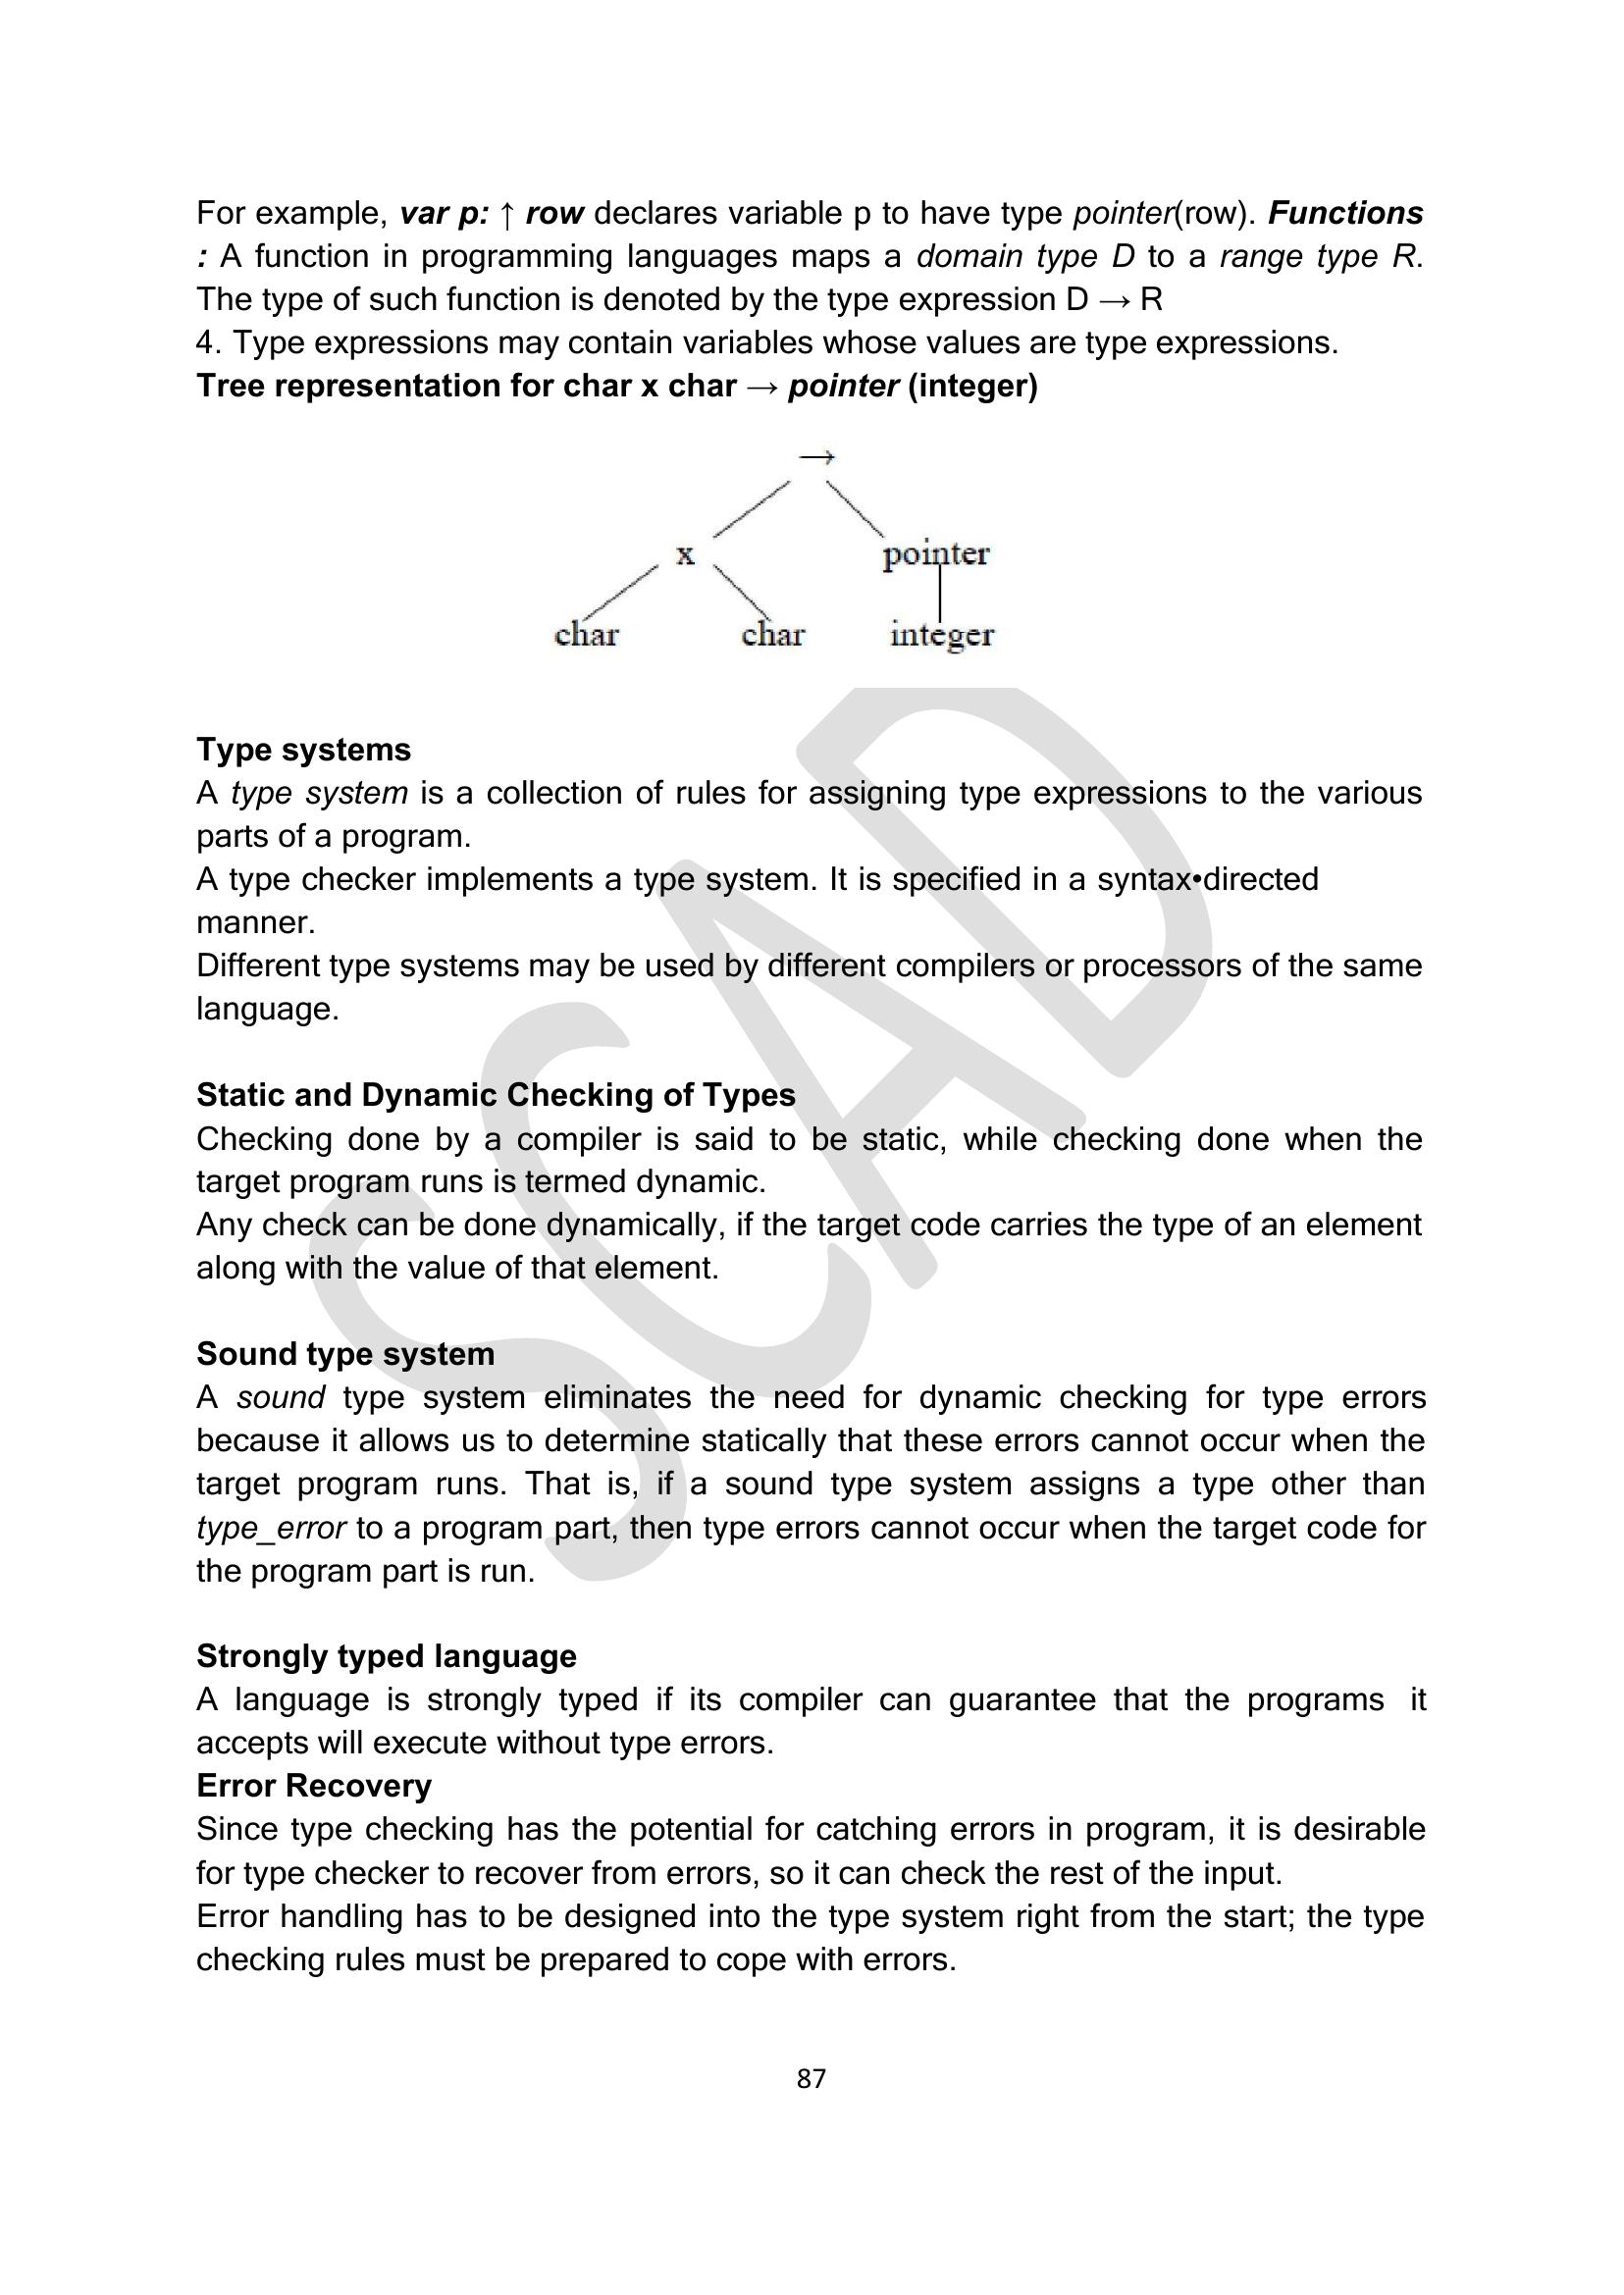 For example, var p: ↑ row declares variable p to have type pointer(row). Functions
: A function in programming languages maps a domain type D to a range type R.
The type of such function is denoted by the type expression D → R
4. Type expressions may contain variables whose values are type expressions.
Tree representation for char x char → pointer (integer)
→
x pointer
char char integer
Type systems
A type system is a collection of rules for assigning type expressions to the various
parts of a program.
A type checker implements a type system. It is specified in a syntax•directed
manner.
Different type systems may be used by different compilers or processors of the same
language.
Static and Dynamic Checking of Types
Checking done by a compiler is said to be static, while checking done when the
target program runs is termed dynamic.
Any check can be done dynamically, if the target code carries the type of an element
along with the value of that element.
Sound type system
A sound type system eliminates the need for dynamic checking for type errors
because it allows us to determine statically that these errors cannot occur when the
target program runs. That is, if a sound type system assigns a type other than
type_error to a program part, then type errors cannot occur when the target code for
the program part is run.
Strongly typed language
A language is strongly typed if its compiler can guarantee that the programs it
accepts will execute without type errors.
Error Recovery
Since type checking has the potential for catching errors in program, it is desirable
for type checker to recover from errors, so it can check the rest of the input.
Error handling has to be designed into the type system right from the start; the type
checking rules must be prepared to cope with errors.
87
SCAD